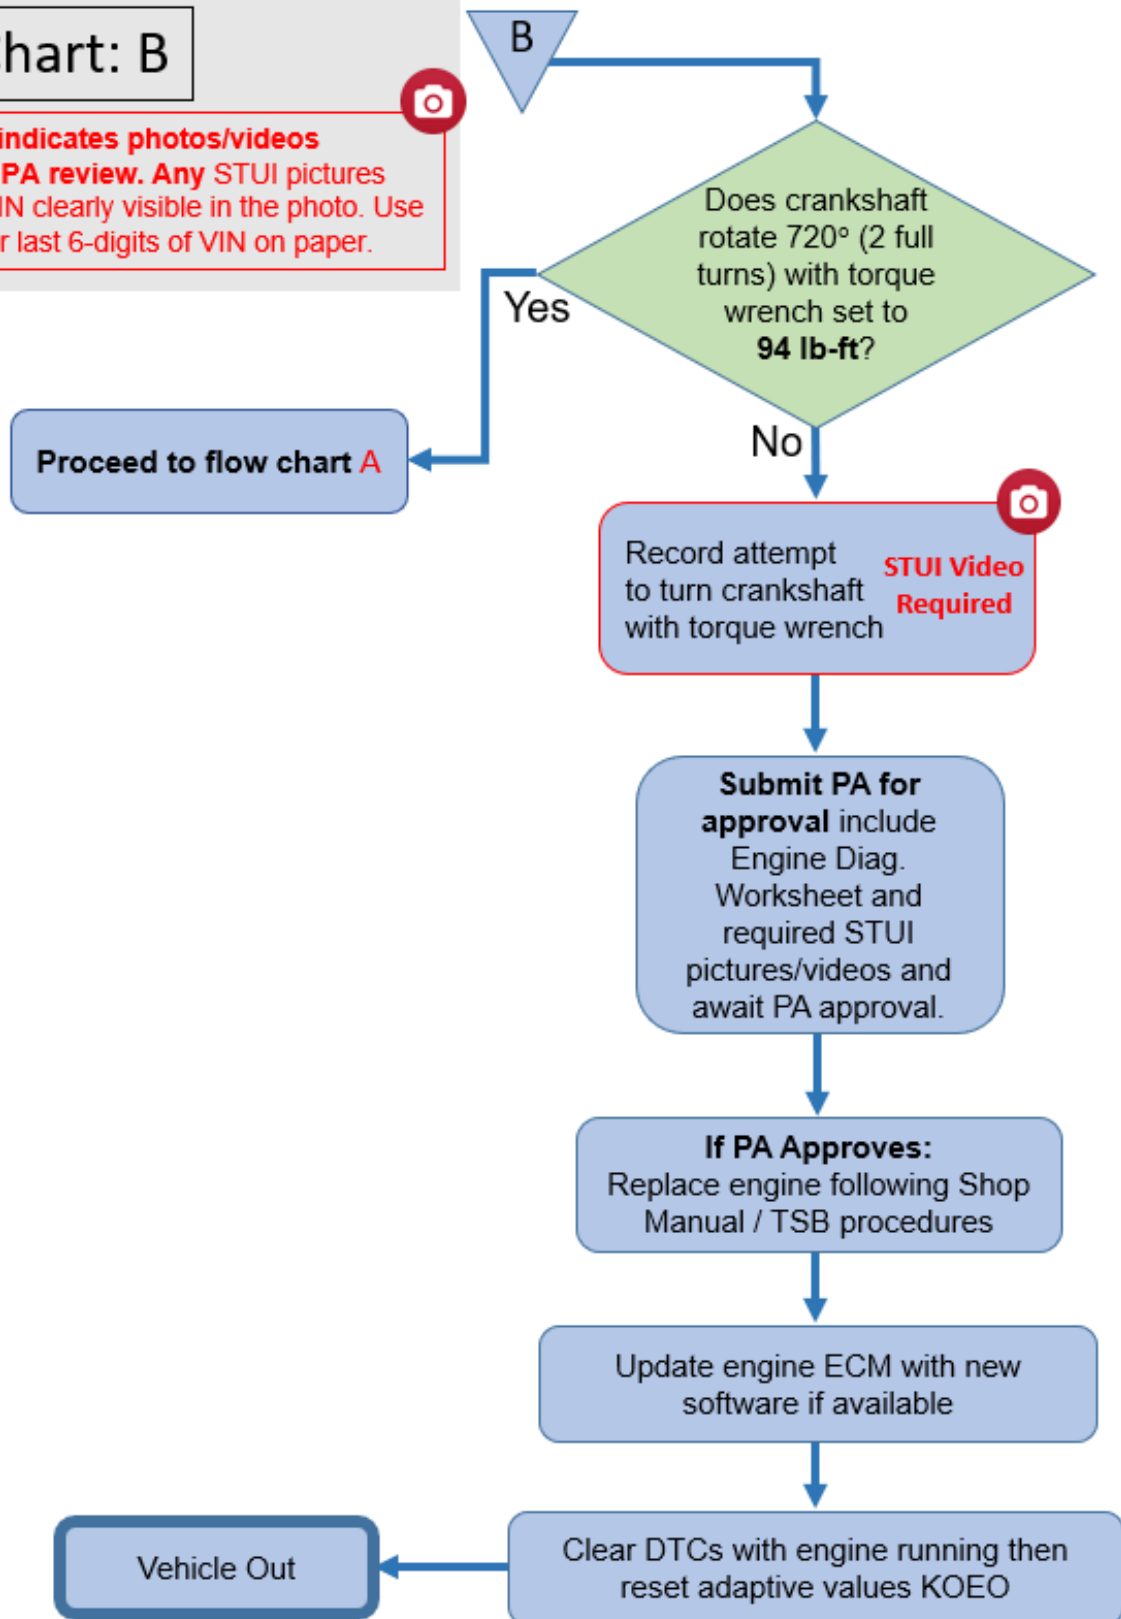 hart: B
B
indicates photos/videos
PA review. Any STUI pictures
IN clearly visible in the photo. Use
r last 6-digits of VIN on paper.
Does crankshaft
rotate 720° (2 full
turns) with torque
wrench set to
94 lb-ft?
Yes
No
Proceed to flow chart A
Record attempt
to turn crankshaft
with torque wrench
STUI Video
Required
Submit PA for
approval include
Engine Diag.
Worksheet and
required STUI
pictures/videos and
await PA approval.
If PA Approves:
Replace engine following Shop
Manual / TSB procedures
Update engine ECM with new
software if available
Clear DTCs with engine running then
reset adaptive values KOEO
Vehicle Out